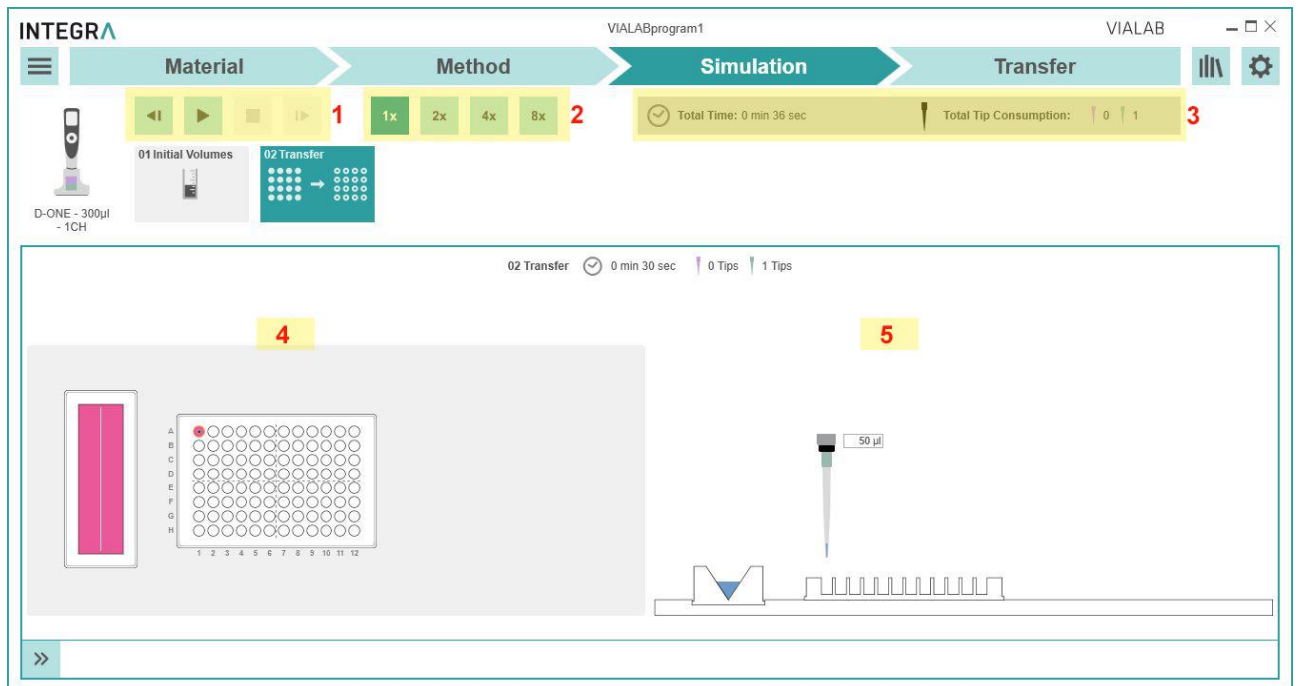 INTEGRA
VIALABprogram1
VIALAB
Material
Method
Simulation
Transfer
1
1x
2x
4x
8x
2
Total Time: 0 min 36 sec
Total Tip Consumption:
0
1
3
D-ONE - 300µl
- 1CH
01 Initial Volumes
02 Transfer
02 Transfer
0 min 30 sec
0 Tips
1 Tips
4
5
A
B
C
D
E
F
G
H
1 2 3 4 5 6 7 8 9 10 11 12
50 µl